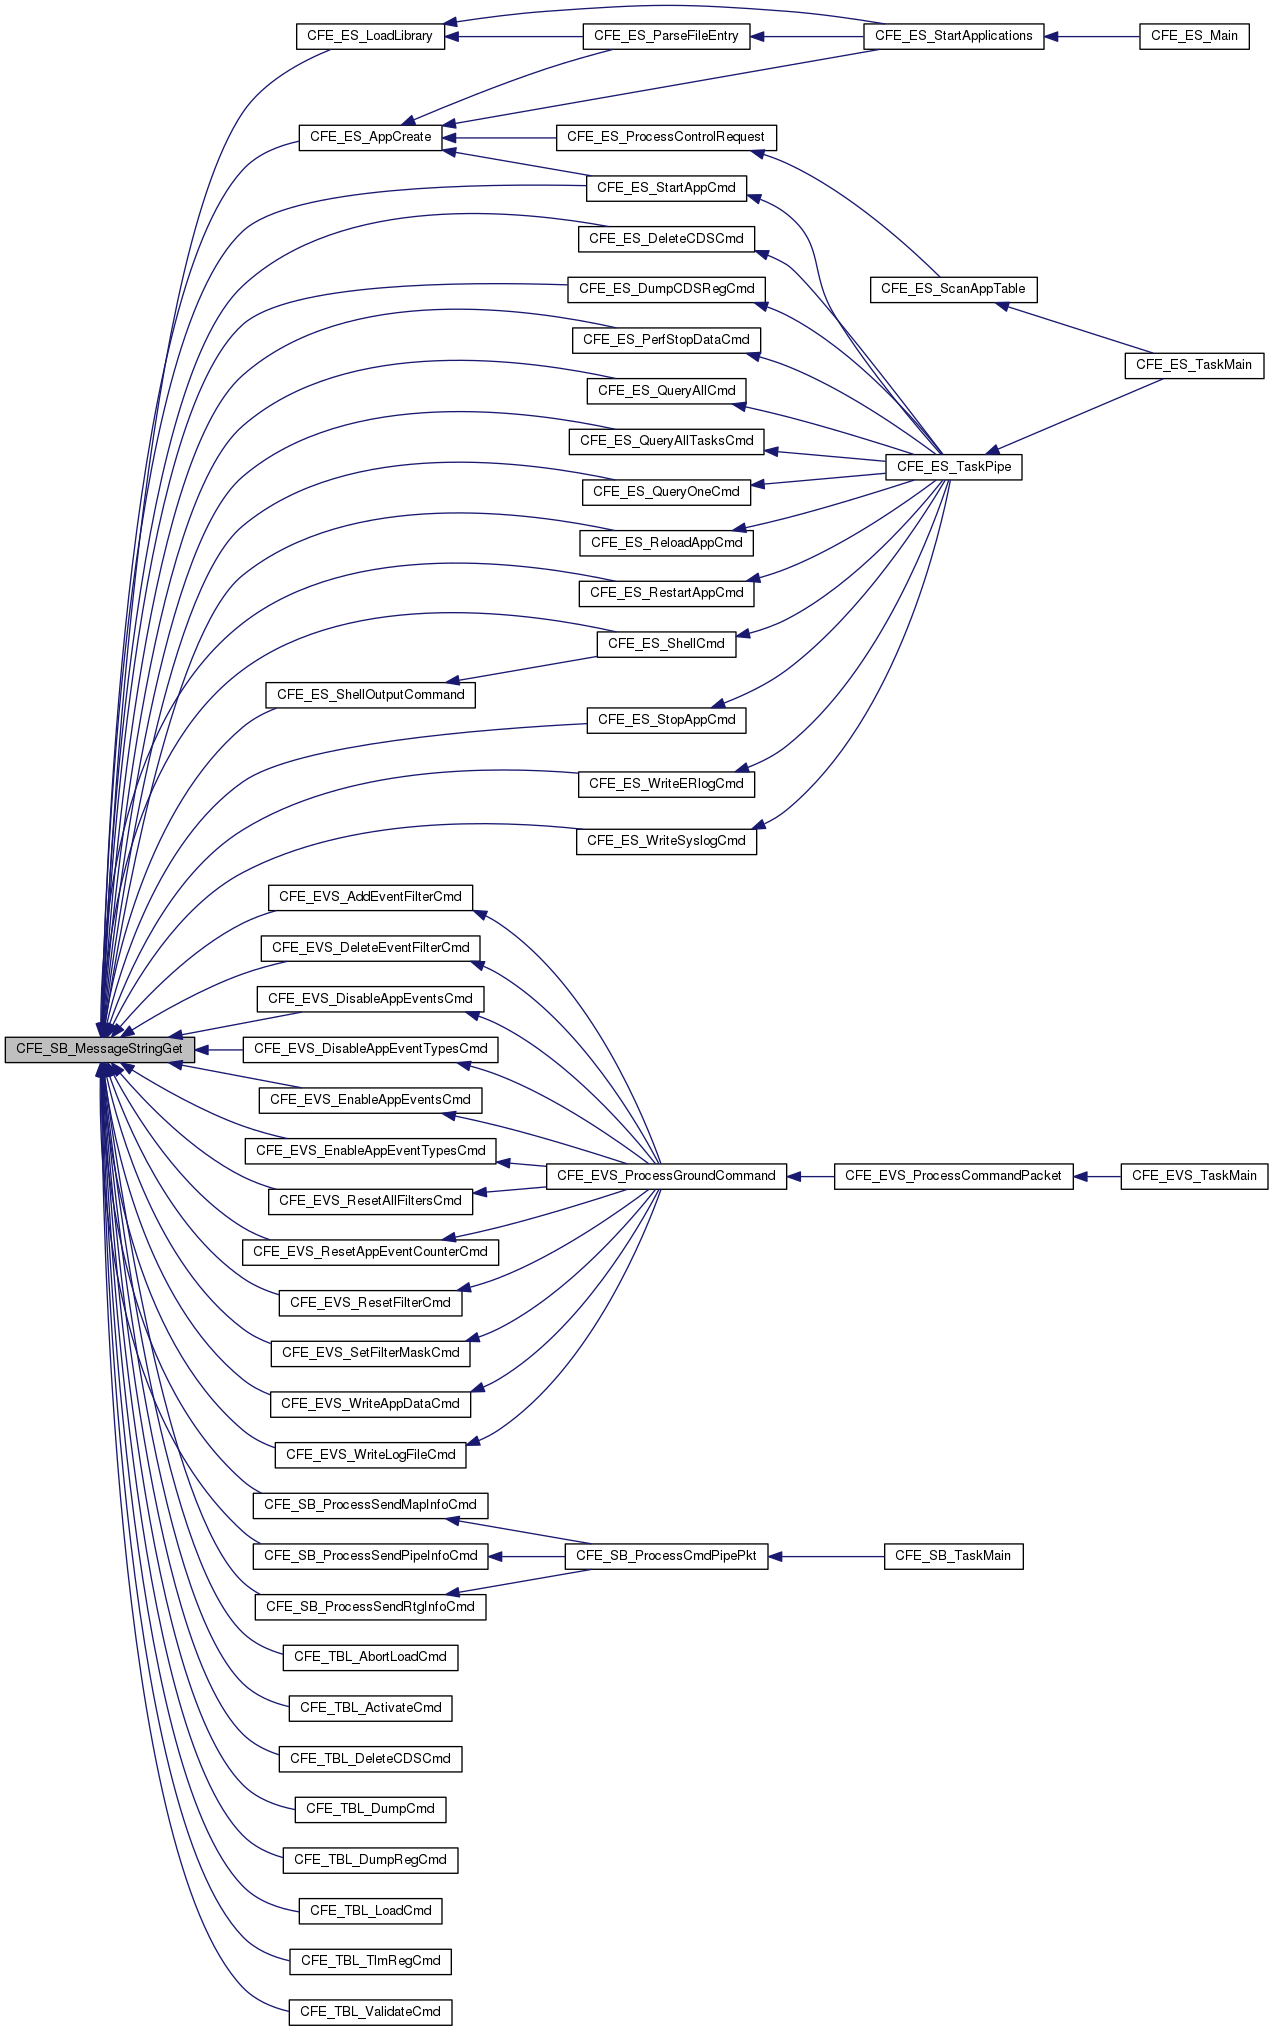 CFE_ES_LoadLibrary
CFE_ES_ParseFileEntry
CFE_ES_StartApplications
CFE_ES_Main
CFE_ES_AppCreate
CFE_ES_ProcessControlRequest
CFE_ES_StartAppCmd
CFE_ES_DeleteCDSCmd
CFE_ES_DumpCDSRegCmd
CFE_ES_ScanAppTable
CFE_ES_PerfStopDataCmd
CFE_ES_TaskMain
CFE_ES_QueryAllCmd
CFE_ES_QueryAllTasksCmd
CFE_ES_TaskPipe
CFE_ES_QueryOneCmd
CFE_ES_ReloadAppCmd
CFE_ES_RestartAppCmd
CFE_ES_ShellCmd
CFE_ES_ShellOutputCommand
CFE_ES_StopAppCmd
CFE_ES_WriteERlogCmd
CFE_ES_WriteSyslogCmd
CFE_EVS_AddEventFilterCmd
CFE_EVS_DeleteEventFilterCmd
CFE_EVS_DisableAppEventsCmd
CFE_SB_MessageStringGet
CFE_EVS_DisableAppEventTypesCmd
CFE_EVS_EnableAppEventsCmd
CFE_EVS_EnableAppEventTypesCmd
CFE_EVS_ProcessGroundCommand
CFE_EVS_ProcessCommandPacket
CFE_EVS_TaskMain
CFE_EVS_ResetAllFiltersCmd
CFE_EVS_ResetAppEventCounterCmd
CFE_EVS_ResetFilterCmd
CFE_EVS_SetFilterMaskCmd
CFE_EVS_WriteAppDataCmd
CFE_EVS_WriteLogFileCmd
CFE_SB_ProcessSendMapInfoCmd
CFE_SB_ProcessSendPipeInfoCmd
CFE_SB_ProcessCmdPipePkt
CFE_SB_TaskMain
CFE_SB_ProcessSendRtgInfoCmd
CFE_TBL_AbortLoadCmd
CFE_TBL_ActivateCmd
CFE_TBL_DeleteCDSCmd
CFE_TBL_DumpCmd
CFE_TBL_DumpRegCmd
CFE_TBL_LoadCmd
CFE_TBL_TlmRegCmd
CFE_TBL_ValidateCmd